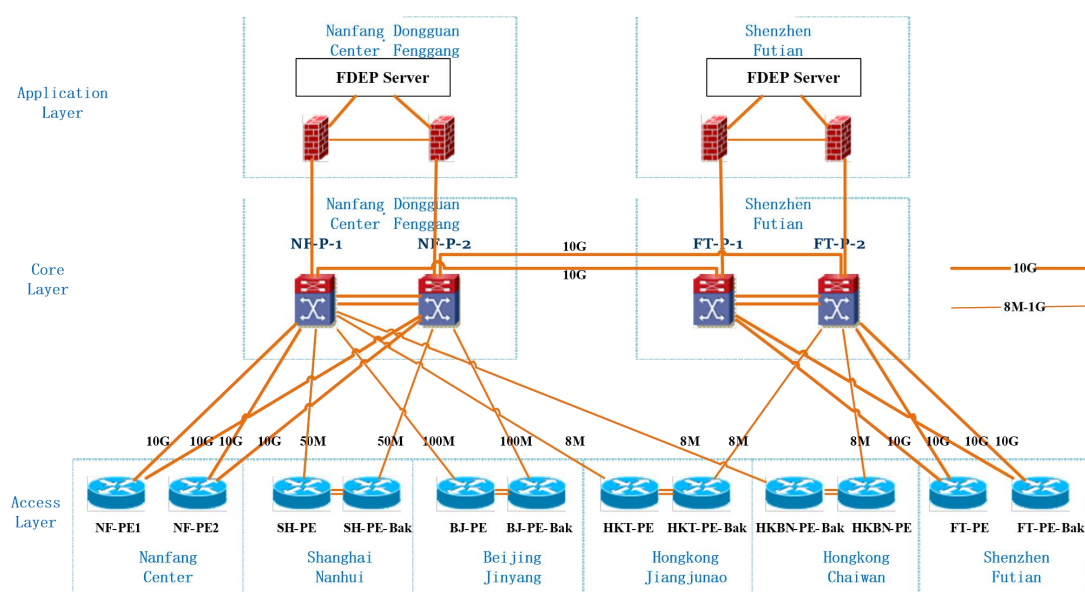 Nanfang Dongguan
Center · Fenggang
Shenzhen
Futian
FDEP Server
FDEP Server
Application
Layer
Nanfang Dongguan
Center · Fenggang
Shenzhen
Futian
NF-P-1
NF-P-2
FT-P-1
FT-P-2
10G
10G
Core
Layer
10G
8M-1G
10G
10G
10G
10G
50M
50M
100M
100M
8M
8M
8M
8M
10G
10G
10G
10G
Access
Layer
NF-PE1
NF-PE2
SH-PE
SH-PE-Bak
BJ-PE
BJ-PE-Bak
HKT-PE
HKT-PE-Bak
HKBN-PE-Bak
HKBN-PE
FT-PE
FT-PE-Bak
Nanfang
Center
Shanghai
Nanhui
Beijing
Jinyang
Hongkong
Jiangjunao
Hongkong
Chaiwan
Shenzhen
Futian